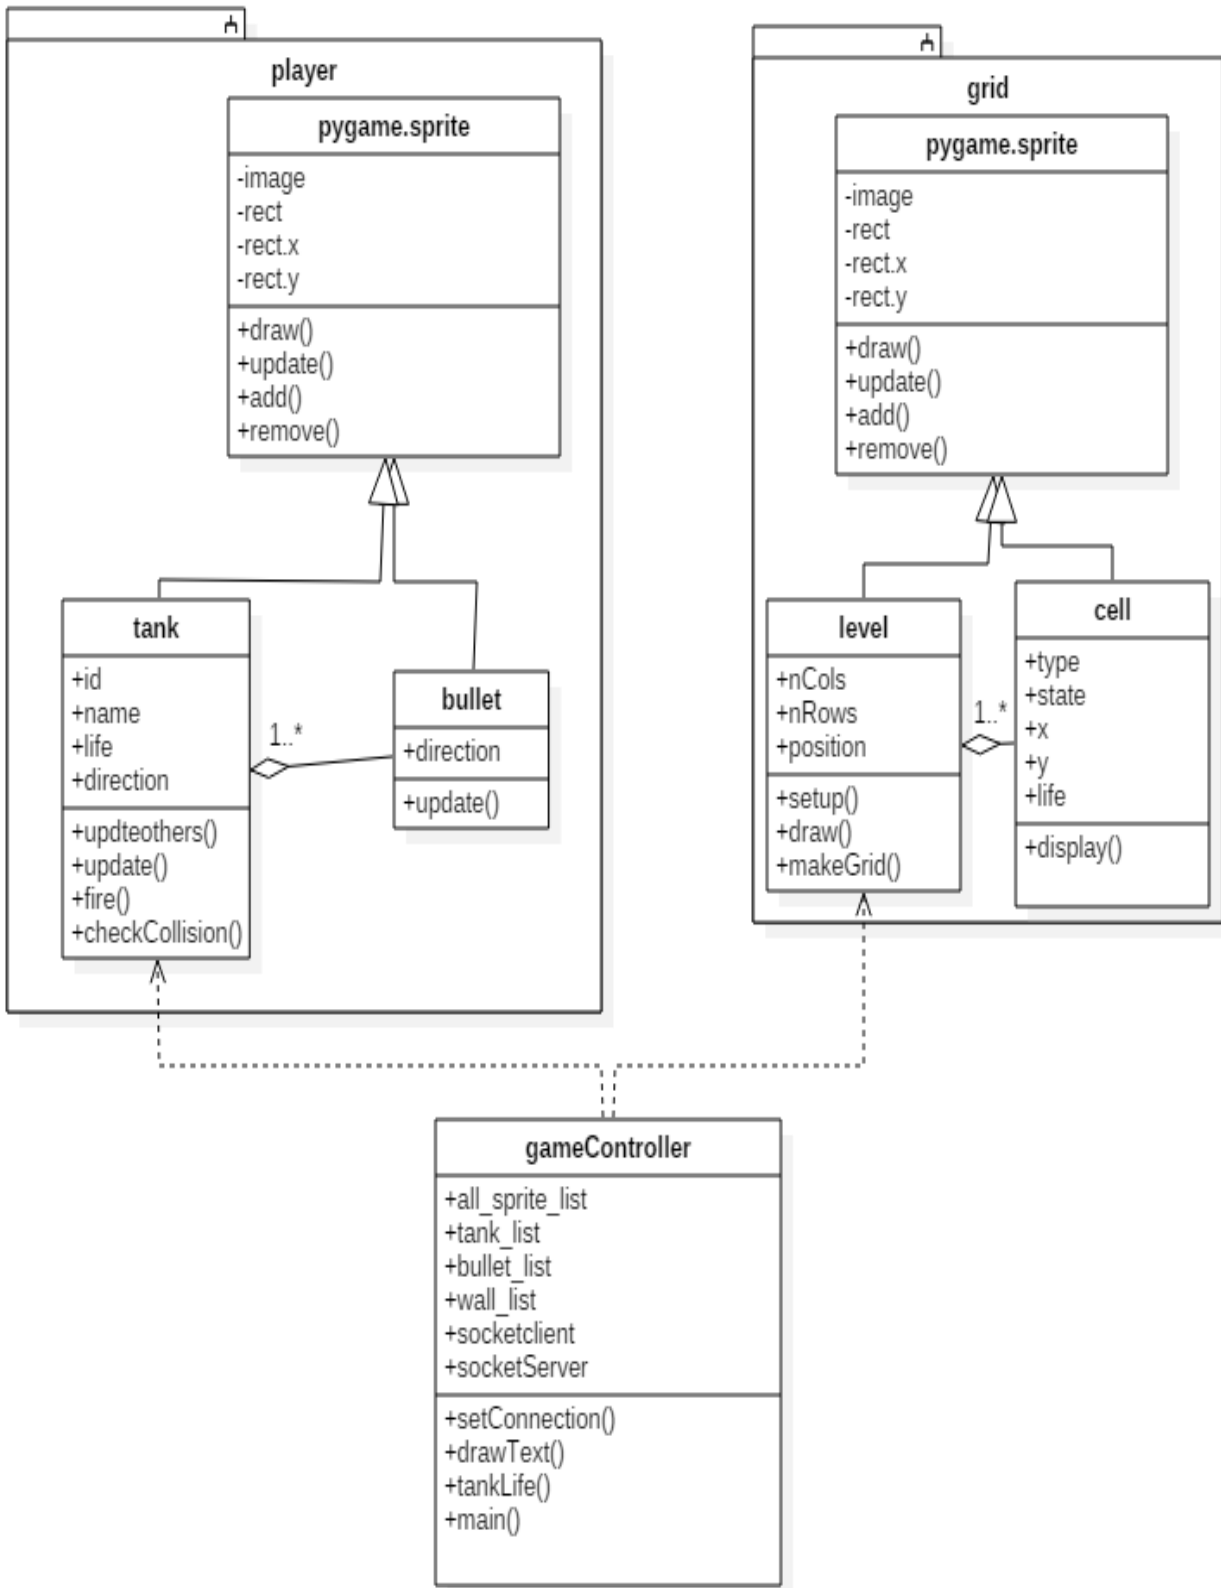 player
pygame.sprite
-image
-rect
-rect.x
-rect.y
+draw()
+update()
+add()
+remove()
tank
+id
+name
+life
+direction
+updteothers()
+update()
+fire()
+checkCollision()
1..*
bullet
+direction
+update()
grid
pygame.sprite
-image
-rect
-rect.x
-rect.y
+draw()
+update()
+add()
+remove()
level
+nCols
+nRows
+position
+setup()
+draw()
+makeGrid()
1..*
cell
+type
+state
+x
+y
+life
+display()
gameController
+all_sprite_list
+tank_list
+bullet_list
+wall_list
+socketclient
+socketServer
+setConnection()
+drawText()
+tankLife()
+main()